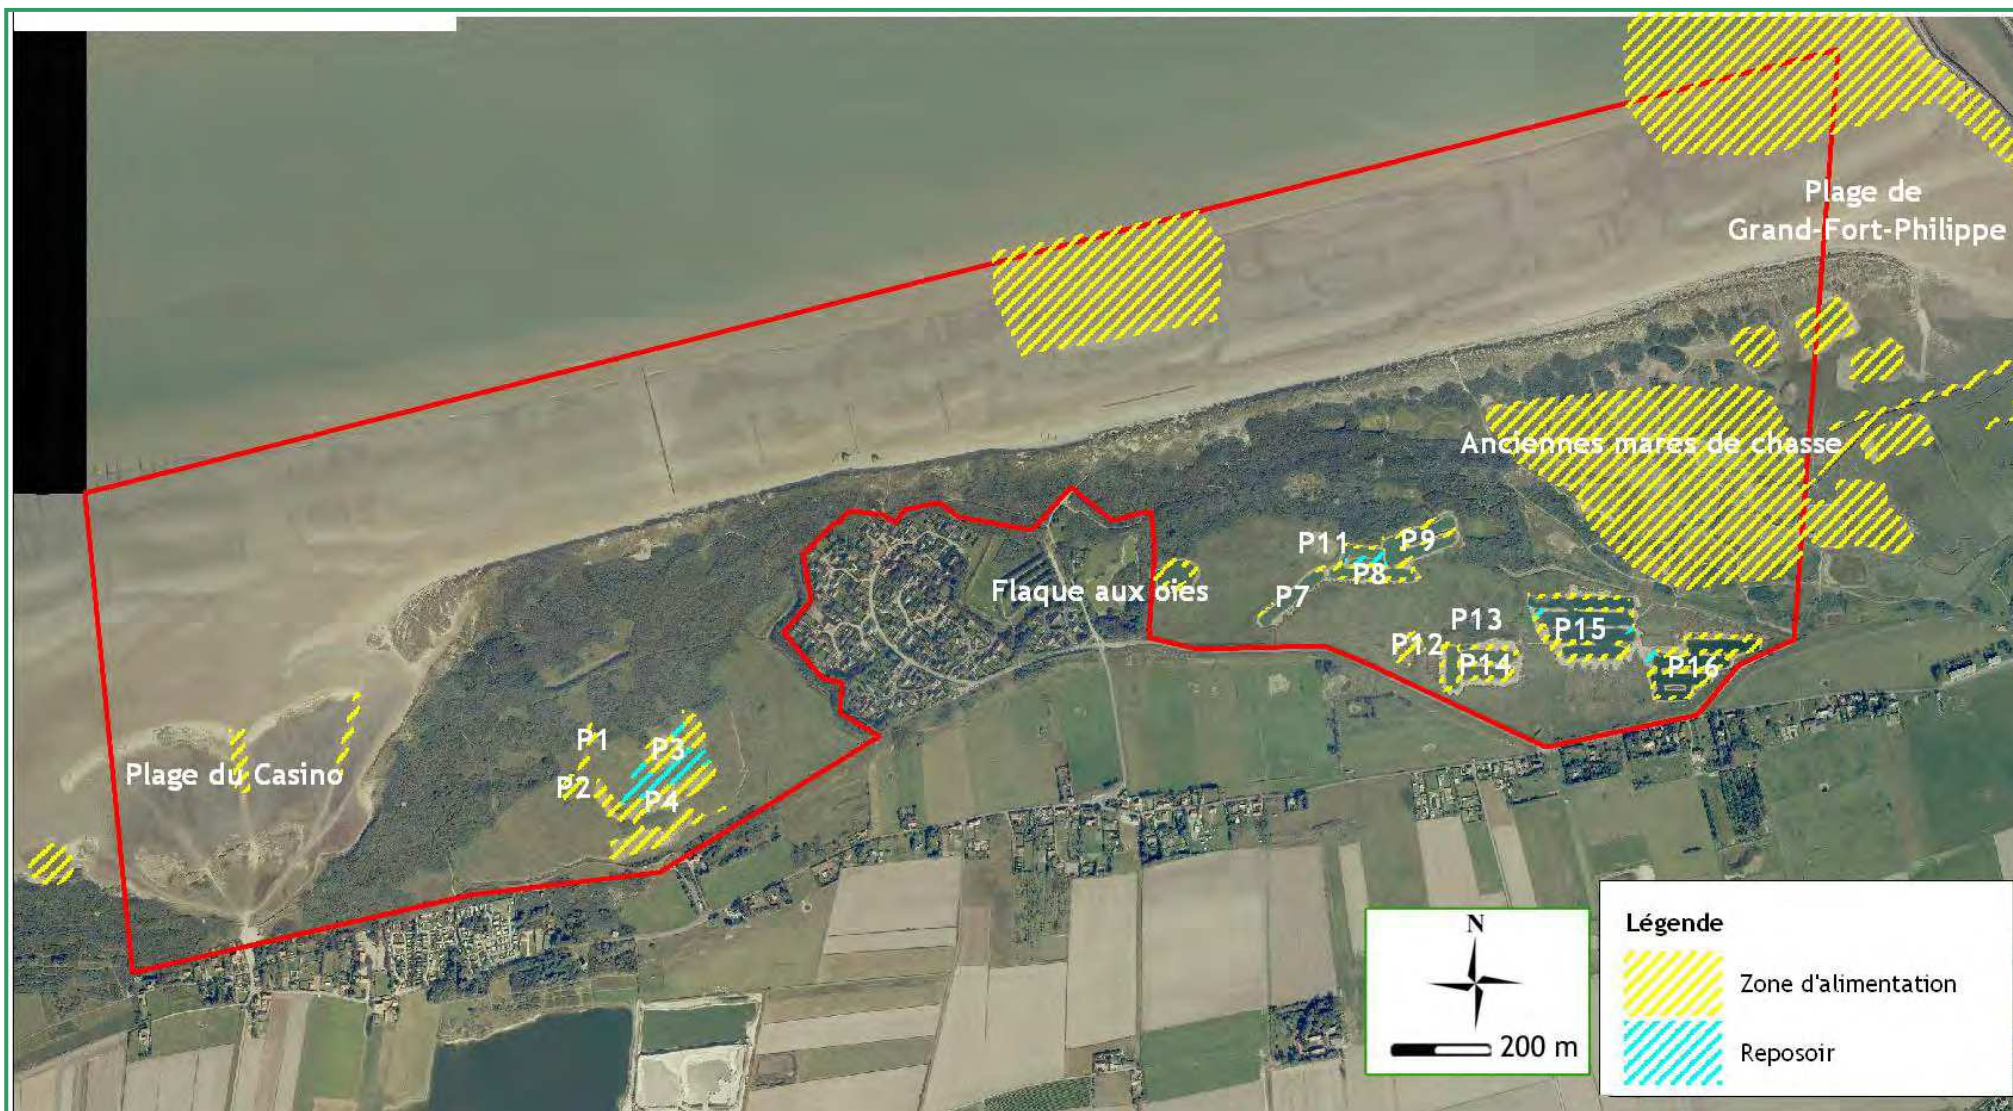 Plage de
Grand-Fort-Philippe
Anciennes mares de chasse
P11
P9
P8
Flaque aux oies
P7
P13
P15
P12
P14
P16
P1
P3
Plage du Casino
P2
P4
N
200 m
Légende
Zone d'alimentation
Reposoir